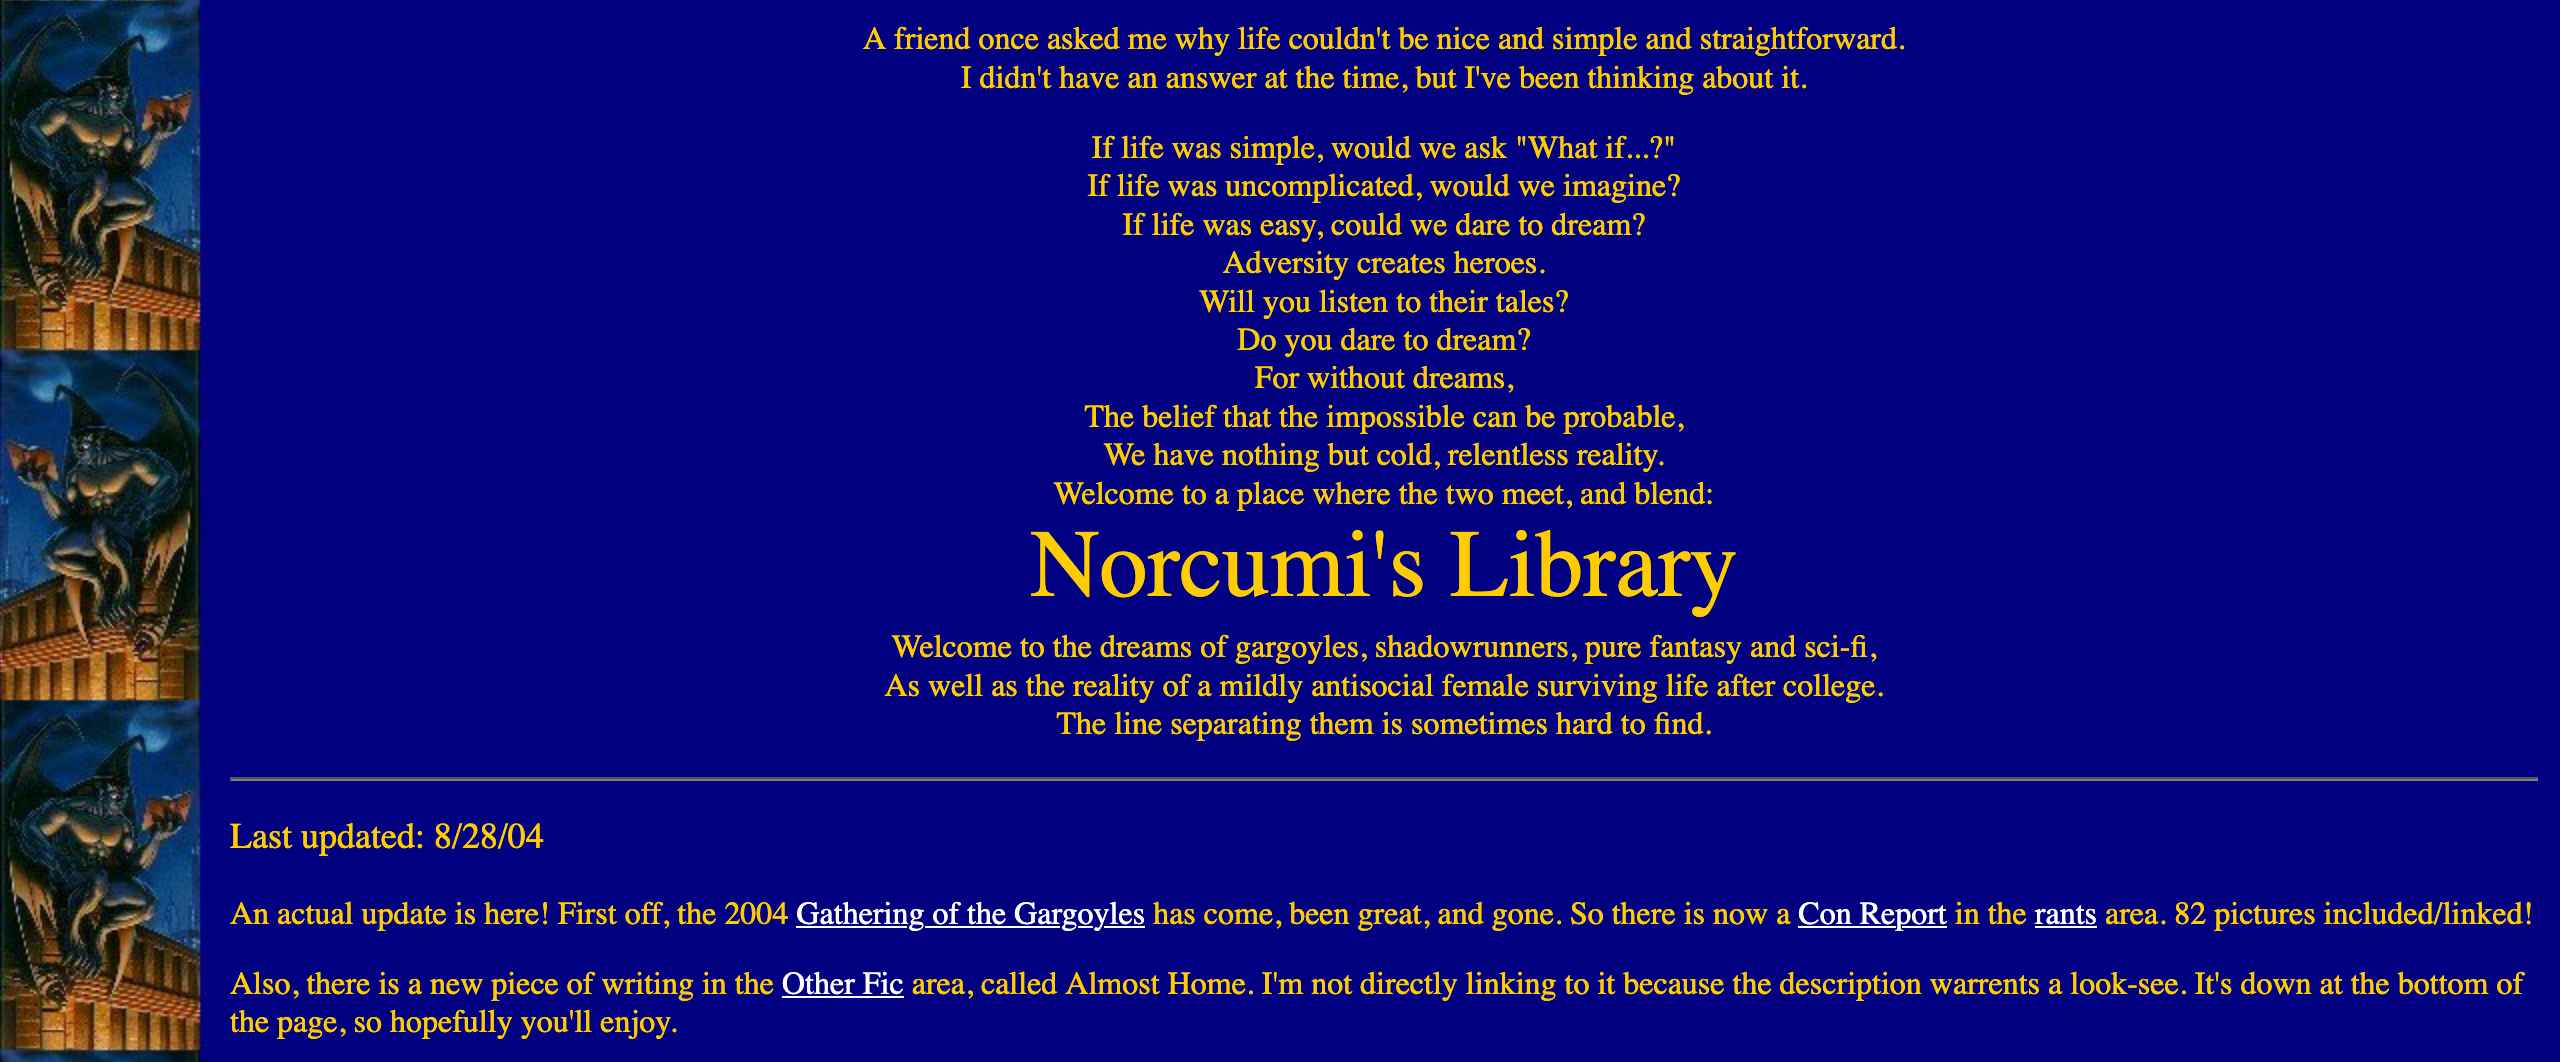 A friend once asked me why life couldn't be nice and simple and straightforward.
I didn't have an answer at the time, but I've been thinking about it.
If life was simple, would we ask "What if...?"
If life was uncomplicated, would we imagine?
If life was easy, could we dare to dream?
Adversity creates heroes.
Will you listen to their tales?
Do you dare to dream?
For without dreams,
The belief that the impossible can be probable,
We have nothing but cold, relentless reality.
Welcome to a place where the two meet, and blend:
Norcumi's Library
Welcome to the dreams of gargoyles, shadowrunners, pure fantasy and sci-fi,
As well as the reality of a mildly antisocial female surviving life after college.
The line separating them is sometimes hard to find.
Last updated: 8/28/04
An actual update is here! First off, the 2004 Gathering of the Gargoyles has come, been great, and gone. So there is now a Con Report in the rants area. 82 pictures included/linked!
Also, there is a new piece of writing in the Other Fic area, called Almost Home. I'm not directly linking to it because the description warrents a look-see. It's down at the bottom of
the page, so hopefully you'll enjoy.